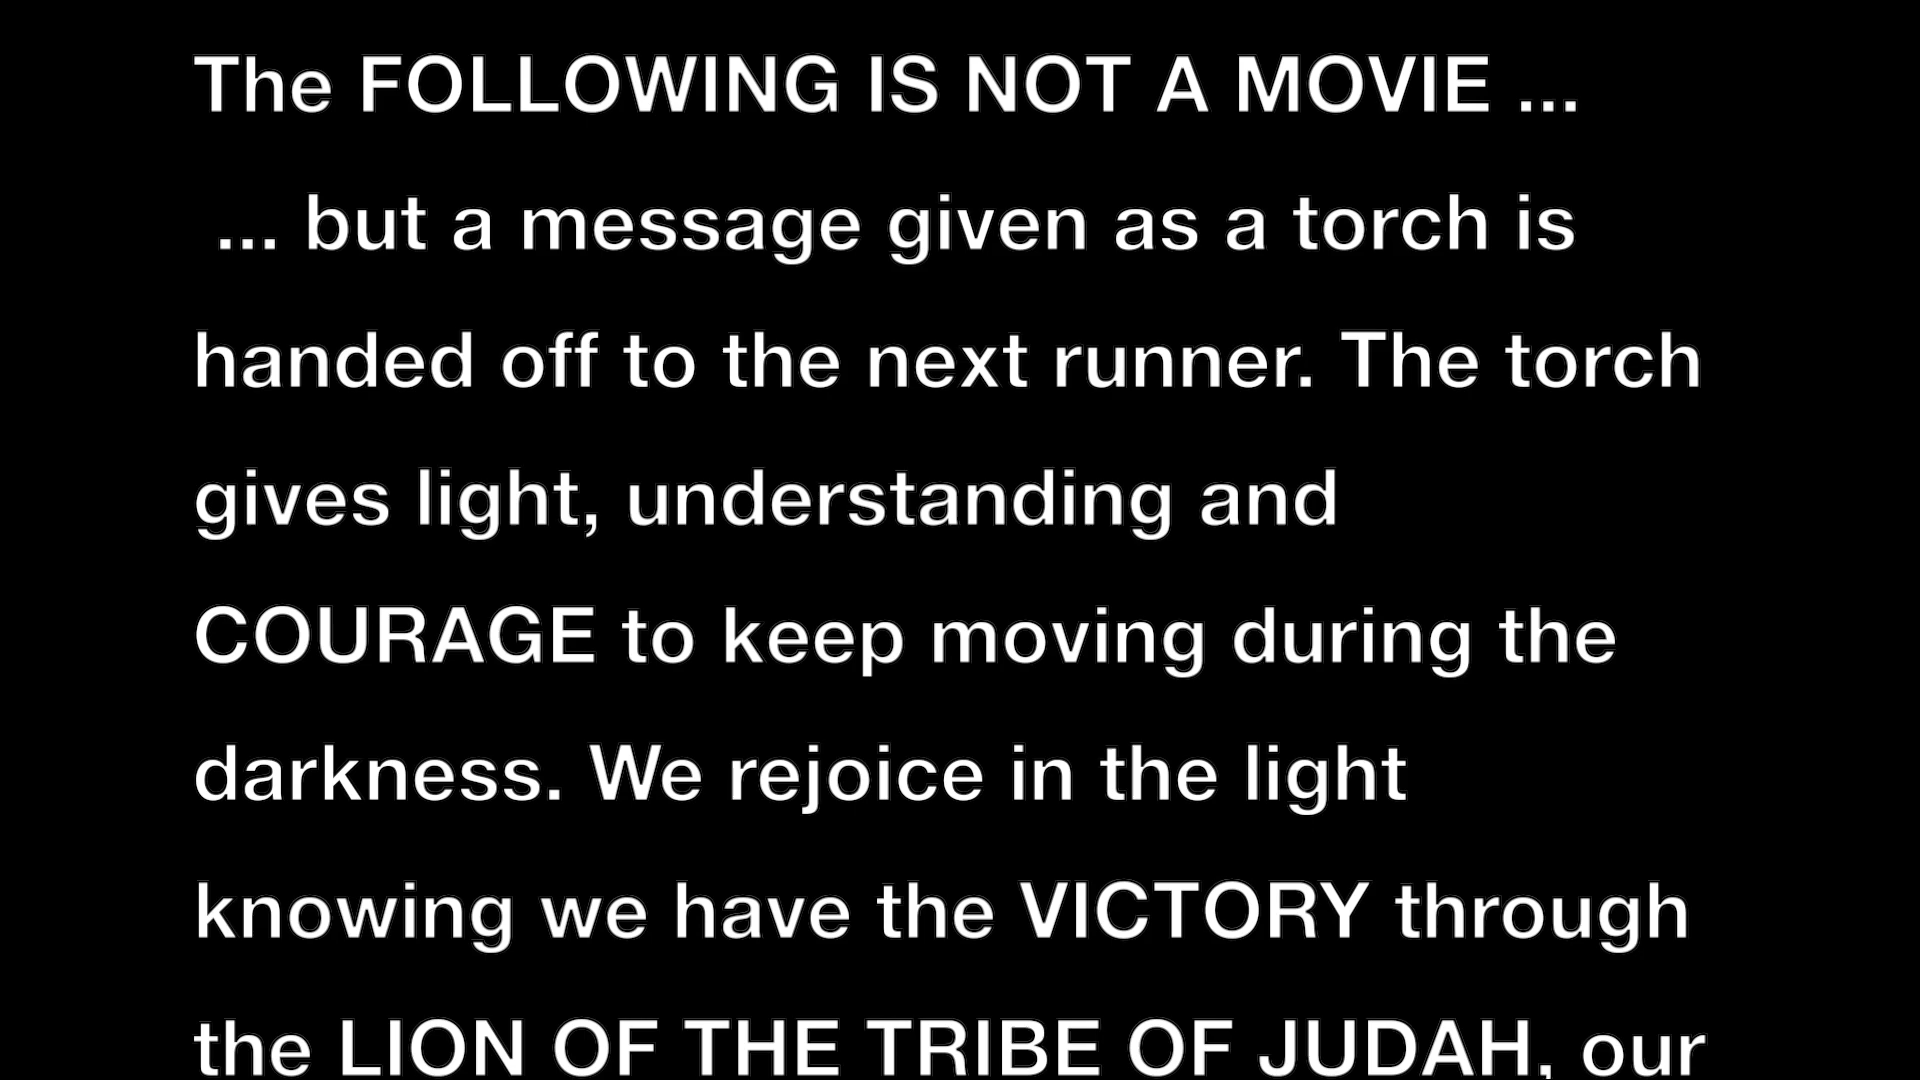 The FOLLOWING IS NOT A MOVIE ...
... but a message given as a torch is
handed off to the next runner. The torch
gives light, understanding and
COURAGE to keep moving during the
darkness. We rejoice in the light
knowing we have the VICTORY through
the LION OF THE TRIBE OF JUDAH, our